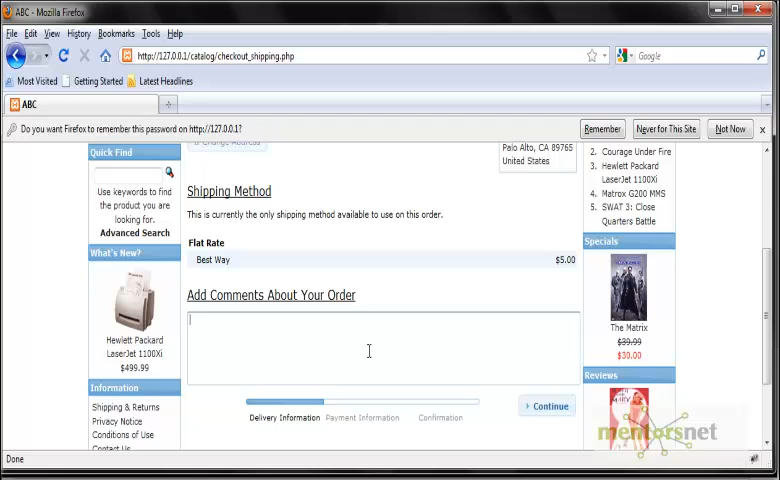 ABC - Mozilla Firefox
File Edit View History Bookmarks Tools Help
http://127.0.0.1/catalog/checkout_shipping.php
Google
Most Visited Getting Started Latest Headlines
ABC
Do you want Firefox to remember this password on http://127.0.0.1?
Remember Never for This Site Not Now x
Quick Find
Use keywords to find
the product you are
looking for.
Advanced Search
What's New?
Hewlett Packard
LaserJet 1100Xi
$499.99
Information
Shipping & Returns
Privacy Notice
Conditions of Use
Contact Us
Change Address
Palo Alto, CA 89765
United States
Shipping Method
This is currently the only shipping method available to use on this order.
Flat Rate
Best Way $5.00
Add Comments About Your Order
Delivery Information Payment Information Confirmation
Continue
2. Courage Under Fire
3. Hewlett Packard
LaserJet 1100Xi
4. Matrox G200 MMS
5. SWAT 3: Close
Quarters Battle
Specials
The Matrix
$39.99
$30.00
Reviews
mentorsnet
Done